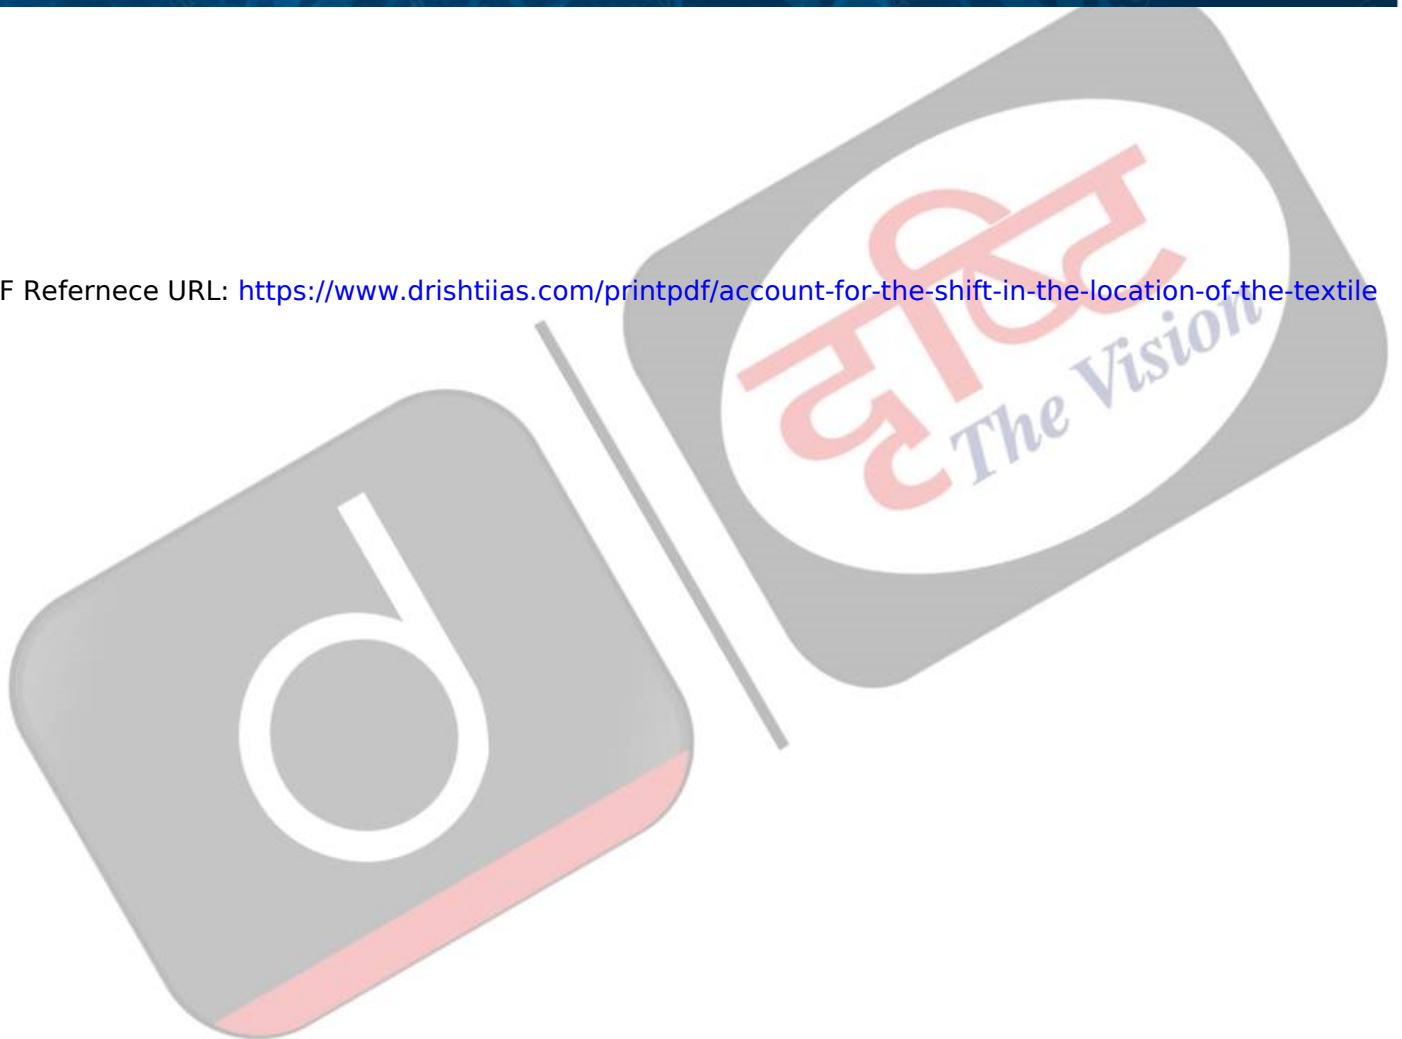 F Refernece URL: https://www.drishtiias.com/printpdf/account-for-the-shift-in-the-location-of-the-textile
दृष्टि
The Vision
d